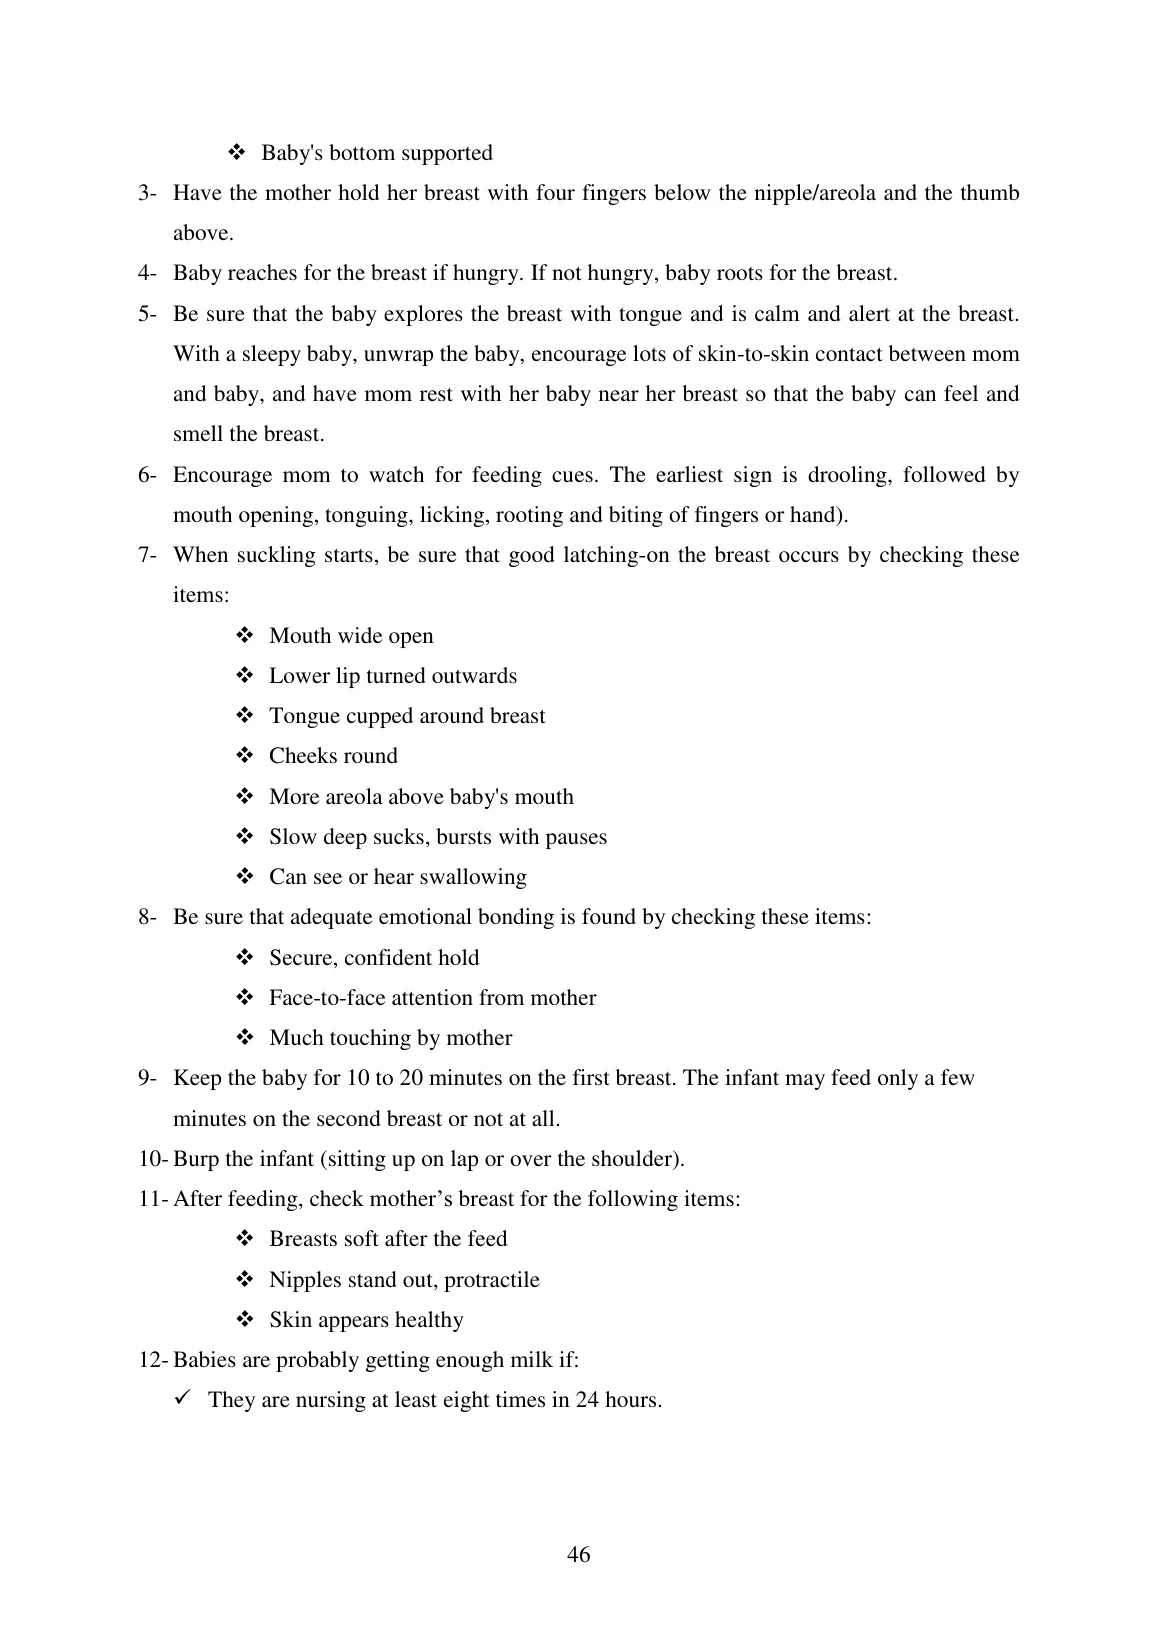 ❖ Baby's bottom supported
3- Have the mother hold her breast with four fingers below the nipple/areola and the thumb
above.
4- Baby reaches for the breast if hungry. If not hungry, baby roots for the breast.
5- Be sure that the baby explores the breast with tongue and is calm and alert at the breast.
With a sleepy baby, unwrap the baby, encourage lots of skin-to-skin contact between mom
and baby, and have mom rest with her baby near her breast so that the baby can feel and
smell the breast.
6- Encourage mom to watch for feeding cues. The earliest sign is drooling, followed by
mouth opening, tonguing, licking, rooting and biting of fingers or hand).
7- When suckling starts, be sure that good latching-on the breast occurs by checking these
items:
❖ Mouth wide open
❖ Lower lip turned outwards
❖ Tongue cupped around breast
❖ Cheeks round
❖ More areola above baby's mouth
❖ Slow deep sucks, bursts with pauses
❖ Can see or hear swallowing
8- Be sure that adequate emotional bonding is found by checking these items:
❖ Secure, confident hold
❖ Face-to-face attention from mother
❖ Much touching by mother
9- Keep the baby for 10 to 20 minutes on the first breast. The infant may feed only a few
minutes on the second breast or not at all.
10- Burp the infant (sitting up on lap or over the shoulder).
11- After feeding, check mother’s breast for the following items:
❖ Breasts soft after the feed
❖ Nipples stand out, protractile
❖ Skin appears healthy
12- Babies are probably getting enough milk if:
✓ They are nursing at least eight times in 24 hours.
46